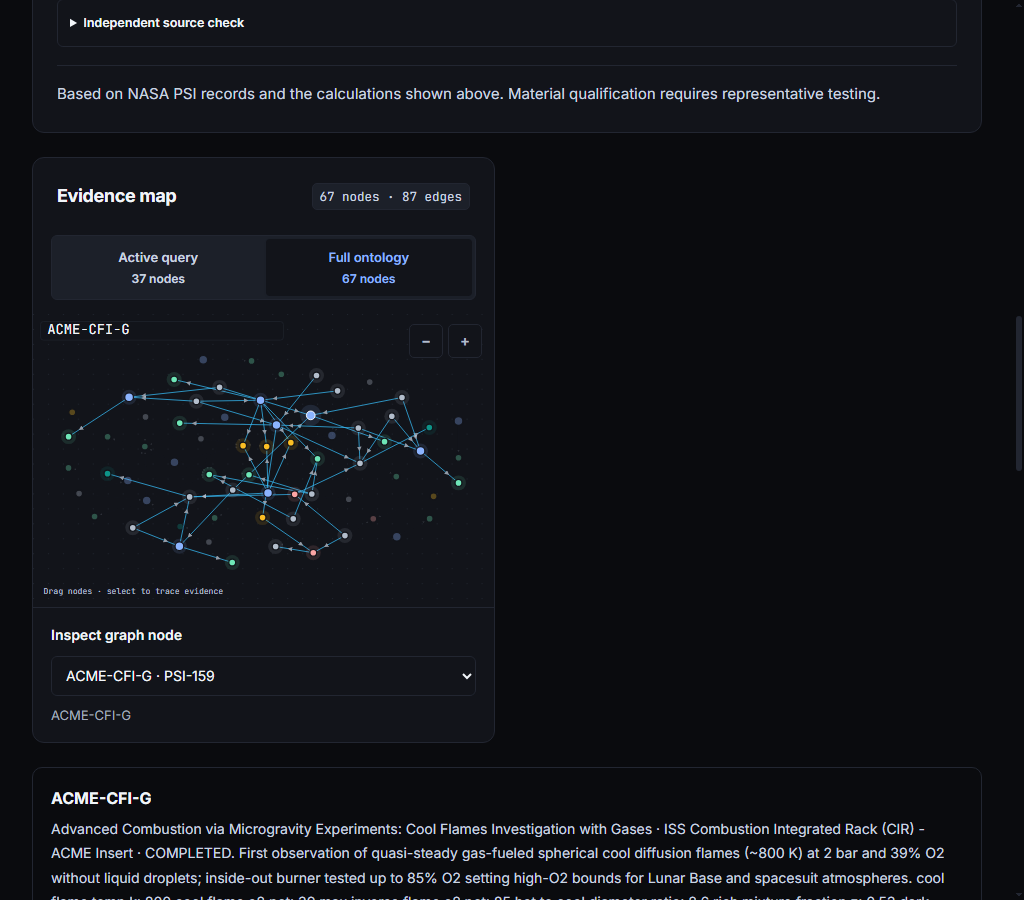 Independent source check
Based on NASA PSI records and the calculations shown above. Material qualification requires representative testing.
Evidence map
67 nodes · 87 edges
Active query
37 nodes
Full ontology
67 nodes
ACME-CFI-G
−
+
Drag nodes · select to trace evidence
Inspect graph node
ACME-CFI-G · PSI-159
ACME-CFI-G
ACME-CFI-G
Advanced Combustion via Microgravity Experiments: Cool Flames Investigation with Gases · ISS Combustion Integrated Rack (CIR) -
ACME Insert · COMPLETED. First observation of quasi-steady gas-fueled spherical cool diffusion flames (~800 K) at 2 bar and 39% O2
without liquid droplets; inside-out burner tested up to 85% O2 setting high-O2 bounds for Lunar Base and spacesuit atmospheres. cool